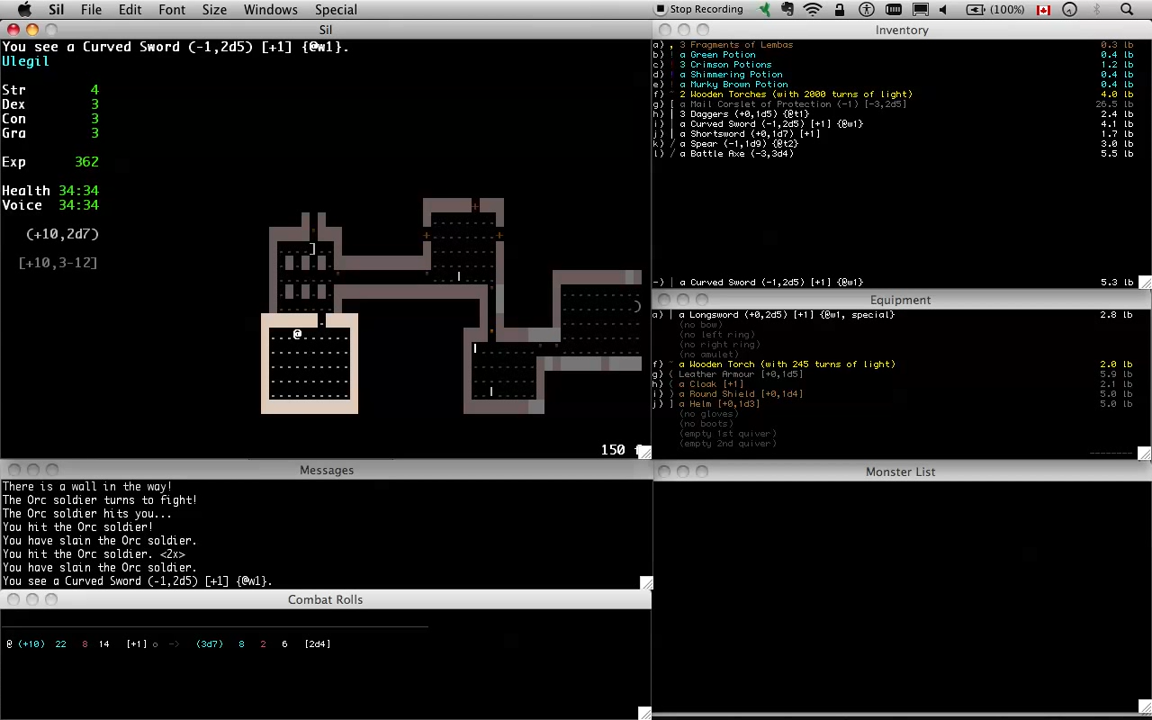 Sil File Edit Font Size Windows Special Stop Recording (100%)
Sil
You see a Curved Sword (-1,2d5) [+1] {@w1}.
Ulegil
Str 4
Dex 3
Con 3
Gra 3
Exp 362
Health 34:34
Voice 34:34
(+10,2d7)
[+10,3-12]
@
150 f
Inventory
a) , 3 Fragments of Lembas 0.3 lb
b) ! a Green Potion 0.4 lb
c) ! 3 Crimson Potions 1.2 lb
d) ! a Shimmering Potion 0.4 lb
e) ! a Murky Brown Potion 0.4 lb
f) ~ 2 Wooden Torches (with 2000 turns of light) 4.0 lb
g) [ a Mail Corslet of Protection (-1) [-3,2d5] 26.5 lb
h) | 3 Daggers (+0,1d5) {@t1} 2.4 lb
i) | a Curved Sword (-1,2d5) [+1] {@w1} 4.1 lb
j) | a Shortsword (+0,1d7) [+1] 1.7 lb
k) / a Spear (-1,1d9) {@t2} 3.0 lb
l) / a Battle Axe (-3,3d4) 5.5 lb
-) | a Curved Sword (-1,2d5) [+1] {@w1} 5.3 lb
Equipment
a) | a Longsword (+0,2d5) [+1] {@w1, special} 2.8 lb
(no bow)
(no left ring)
(no right ring)
(no amulet)
f) ~ a Wooden Torch (with 245 turns of light) 2.0 lb
g) ( Leather Armour [+0,1d5] 5.9 lb
h) ( a Cloak [+1] 2.1 lb
i) ) a Round Shield [+0,1d4] 5.0 lb
j) ] a Helm [+0,1d3] 5.0 lb
(no gloves)
(no boots)
(empty 1st quiver)
(empty 2nd quiver)
Messages
There is a wall in the way!
The Orc soldier turns to fight!
The Orc soldier hits you...
You hit the Orc soldier!
You have slain the Orc soldier.
You hit the Orc soldier. <2x>
You have slain the Orc soldier.
You see a Curved Sword (-1,2d5) [+1] {@w1}.
Monster List
Combat Rolls
@ (+10) 22 8 14 [+1] o -> (3d7) 8 2 6 [2d4]